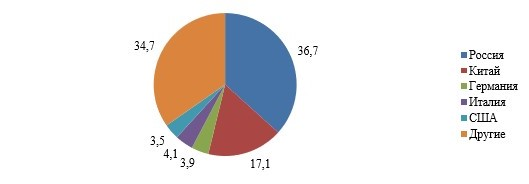 34,7
36,7
3,5
4,1
3,9
17,1
Россия
Китай
Германия
Италия
США
Другие